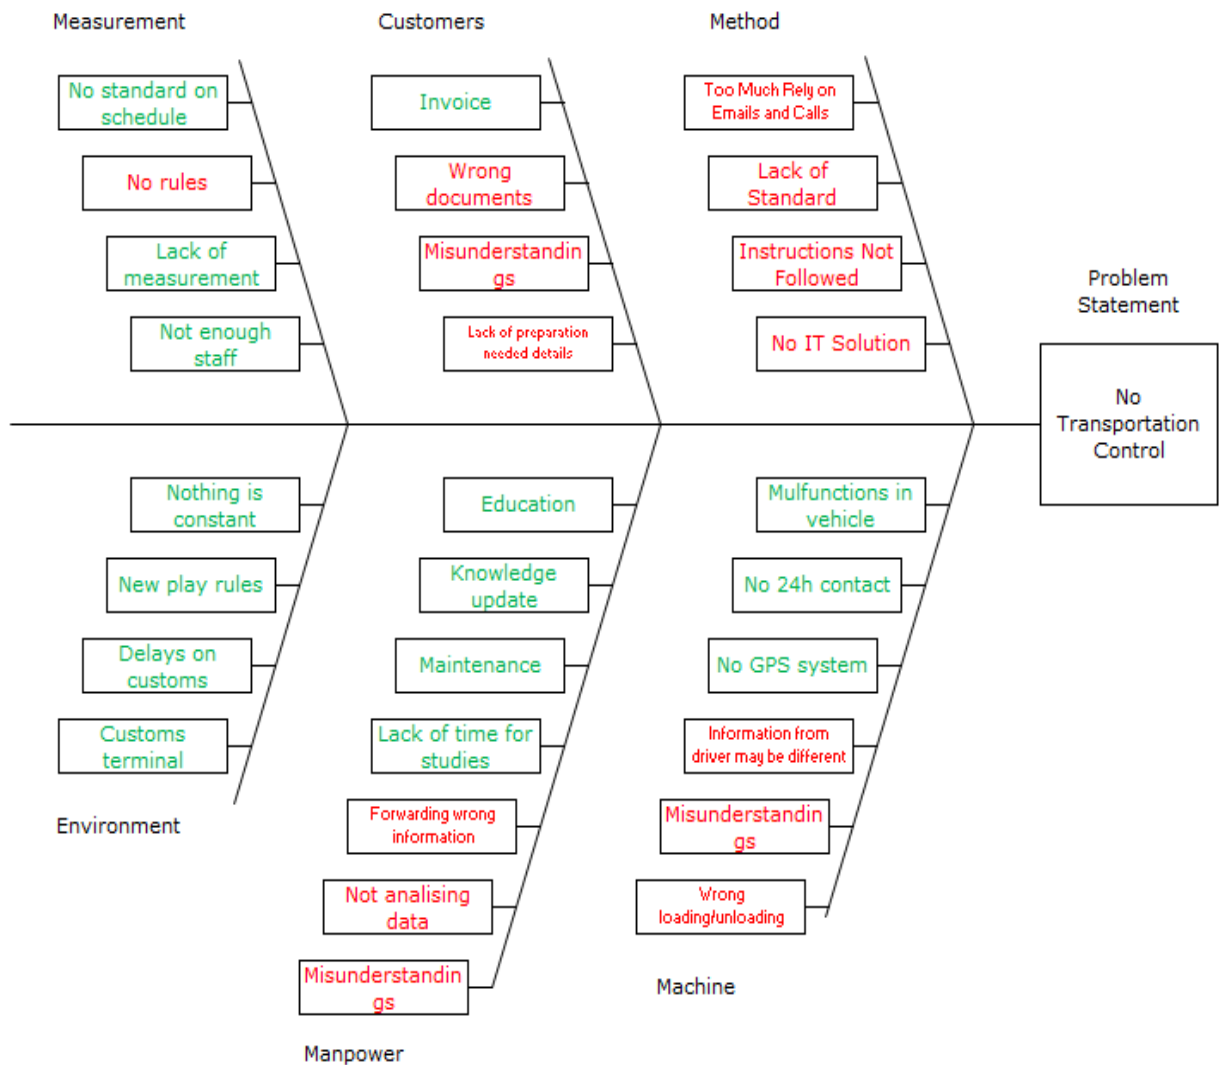 Measurement
Customers
Method
No standard on
schedule
No rules
Lack of
measurement
Not enough
staff
Invoice
Wrong
documents
Misunderstandin
gs
Lack of preparation
needed details
Too Much Rely on
Emails and Calls
Lack of
Standard
Instructions Not
Followed
No IT Solution
Problem
Statement
No
Transportation
Control
Nothing is
constant
New play rules
Delays on
customs
Customs
terminal
Environment
Education
Knowledge
update
Maintenance
Lack of time for
studies
Forwarding wrong
information
Not analising
data
Misunderstandin
gs
Manpower
Mulfunctions in
vehicle
No 24h contact
No GPS system
Information from
driver may be different
Misunderstandin
gs
Wrong
loading/unloading
Machine